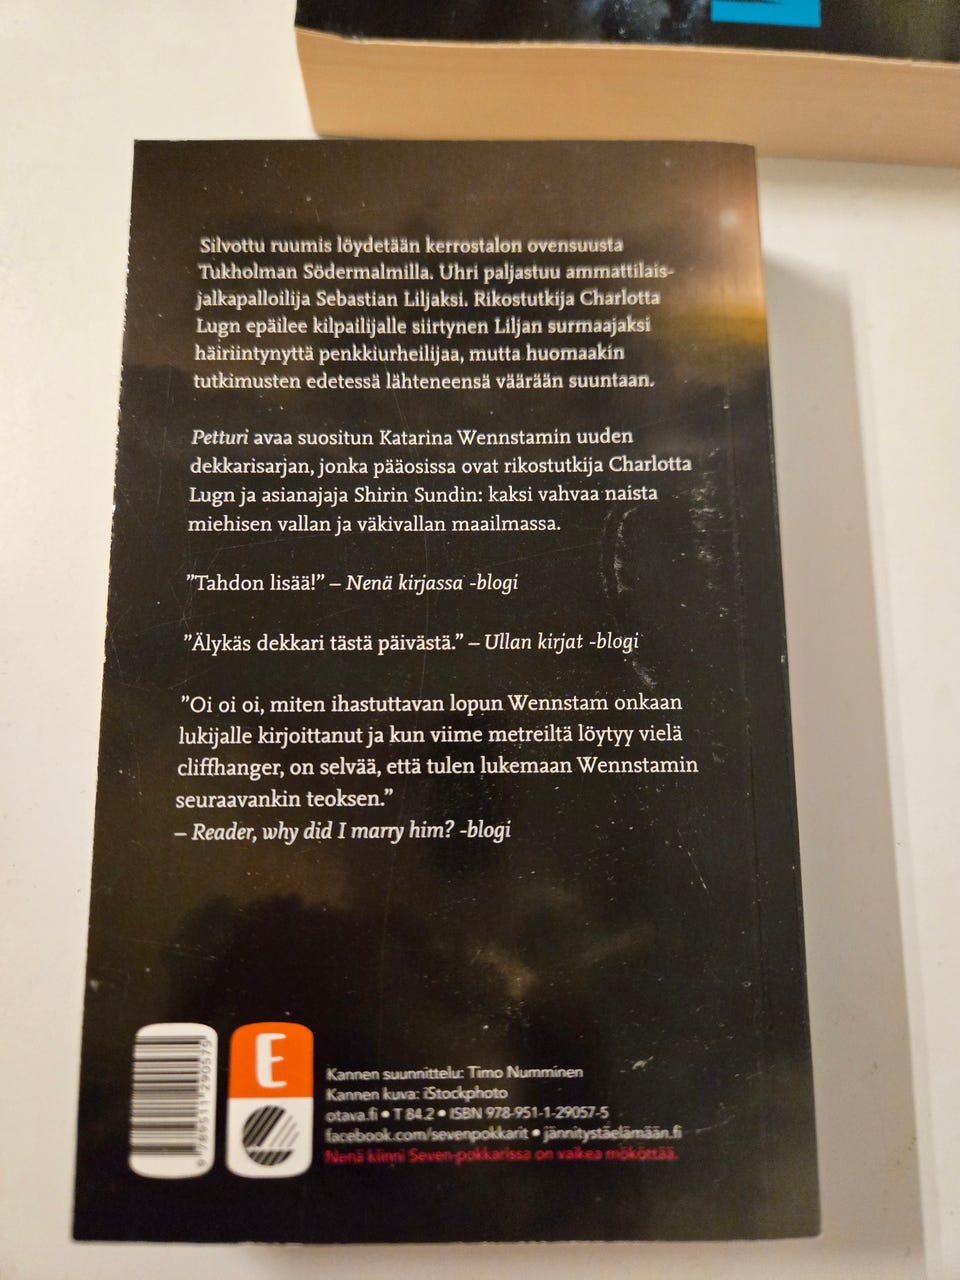 Silvottu ruumis löydetään kerrostalon ovensuusta
Tukholman Södermalmilla. Uhri paljastuu ammattilais-
jalkapalloilija Sebastian Liljaksi. Rikostutkija Charlotta
Lugn epäilee kilpailijalle siirtynen Liljan surmaajaksi
häiriintynyttä penkkiurheilijaa, mutta huomaakin
tutkimusten edetessä lähteneensä väärään suuntaan.
Petturi avaa suositun Katarina Wennstamin uuden
dekkarisarjan, jonka pääosissa ovat rikostutkija Charlotta
Lugn ja asianajaja Shirin Sundin: kaksi vahvaa naista
miehisen vallan ja väkivallan maailmassa.
”Tahdon lisää!” – Nenä kirjassa -blogi
”Älykäs dekkari tästä päivästä.” – Ullan kirjat -blogi
”Oi oi oi, miten ihastuttavan lopun Wennstam onkaan
lukijalle kirjoittanut ja kun viime metreiltä löytyy vielä
cliffhanger, on selvää, että tulen lukemaan Wennstamin
seuraavankin teoksen.”
– Reader, why did I marry him? -blogi
9 789511 290575
E
Kannen suunnittelu: Timo Numminen
Kannen kuva: iStockphoto
otava.fi • T 84.2 • ISBN 978-951-1-29057-5
facebook.com/sevenpokkarit • jännitystäelämään.fi
Nenä kiinni Seven-pokkarissa on vaikea mököttää.